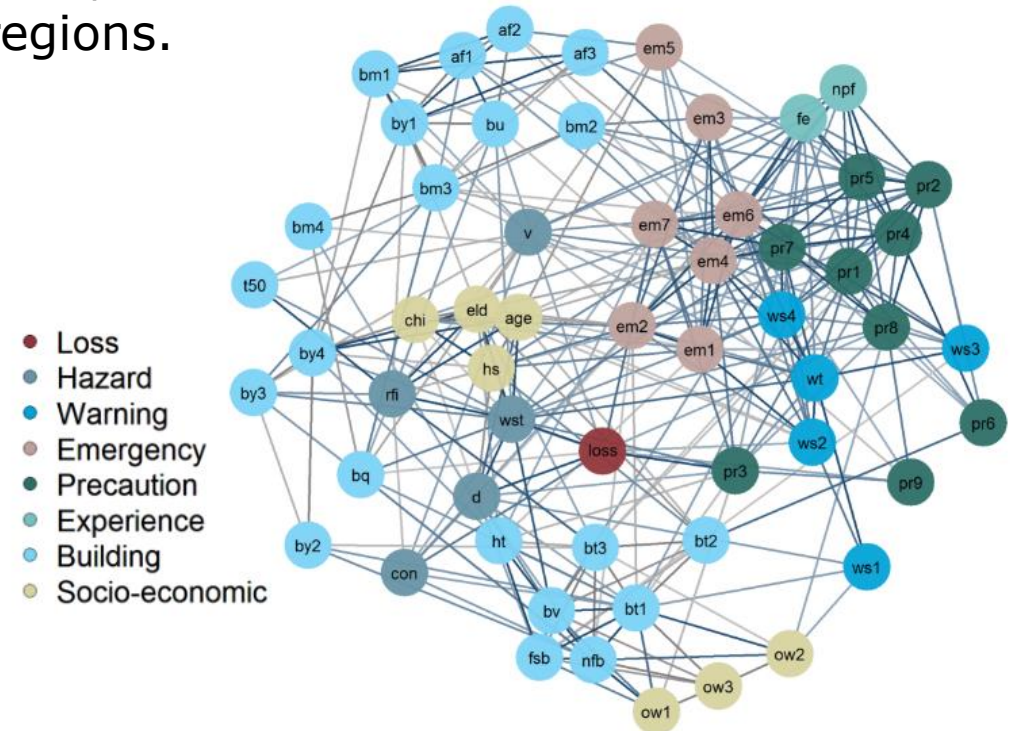 regions.
af2
af1
af3
em5
bm1
npf
by1
bu
bm2
em3
fe
bm3
pr5
pr2
bm4
v
em7
em6
pr7
pr4
em4
pr1
t50
chi
eld
age
em2
ws4
pr8
by4
em1
ws3
hs
wt
by3
rfi
wst
pr6
loss
ws2
bq
pr3
pr9
d
by2
ht
bt3
bt2
con
ws1
bv
bt1
fsb
nfb
ow2
ow3
ow1
Loss
Hazard
Warning
Emergency
Precaution
Experience
Building
Socio-economic